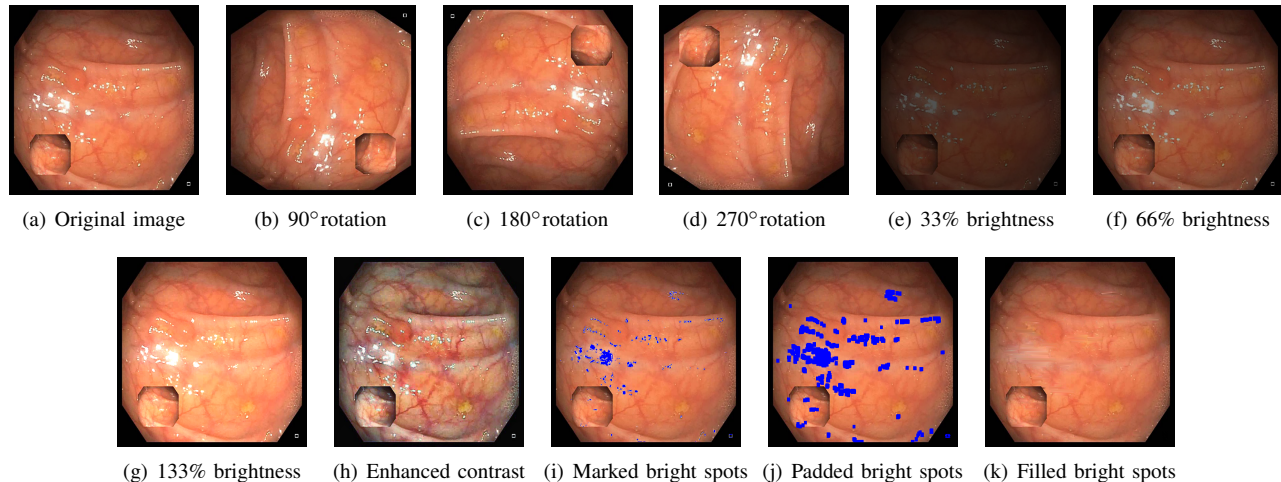 (a) Original image
(b) 90°rotation
(c) 180°rotation
(d) 270°rotation
(e) 33% brightness
(f) 66% brightness
(g) 133% brightness
(h) Enhanced contrast
(i) Marked bright spots
(j) Padded bright spots
(k) Filled bright spots